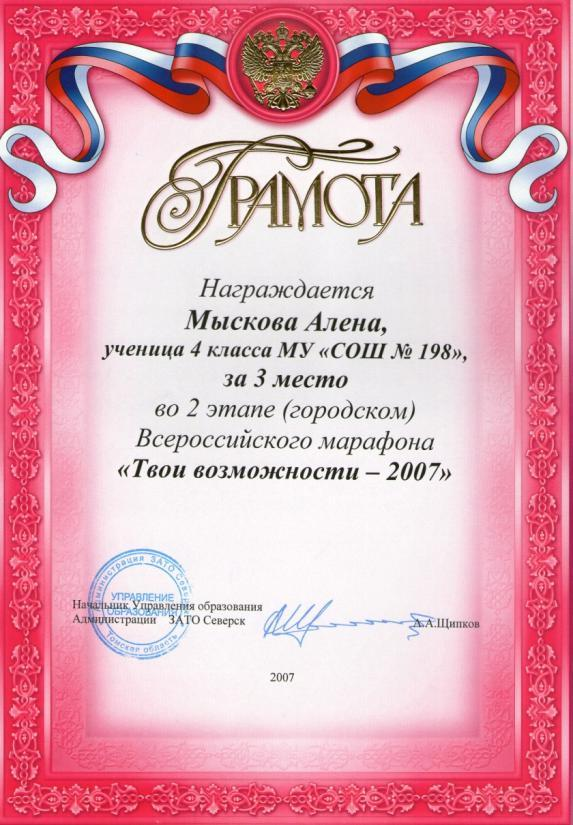 Грамота
Награждается
Мыскова Алена,
ученица 4 класса МУ «СОШ № 198»,
за 3 место
во 2 этапе (городском)
Всероссийского марафона
«Твои возможности – 2007»
Администрация ЗАТО Северск
УПРАВЛЕНИЕ
ОБРАЗОВАНИЯ
Томская область
Начальник Управления образования
Администрации ЗАТО Северск
Д.А.Щипков
2007